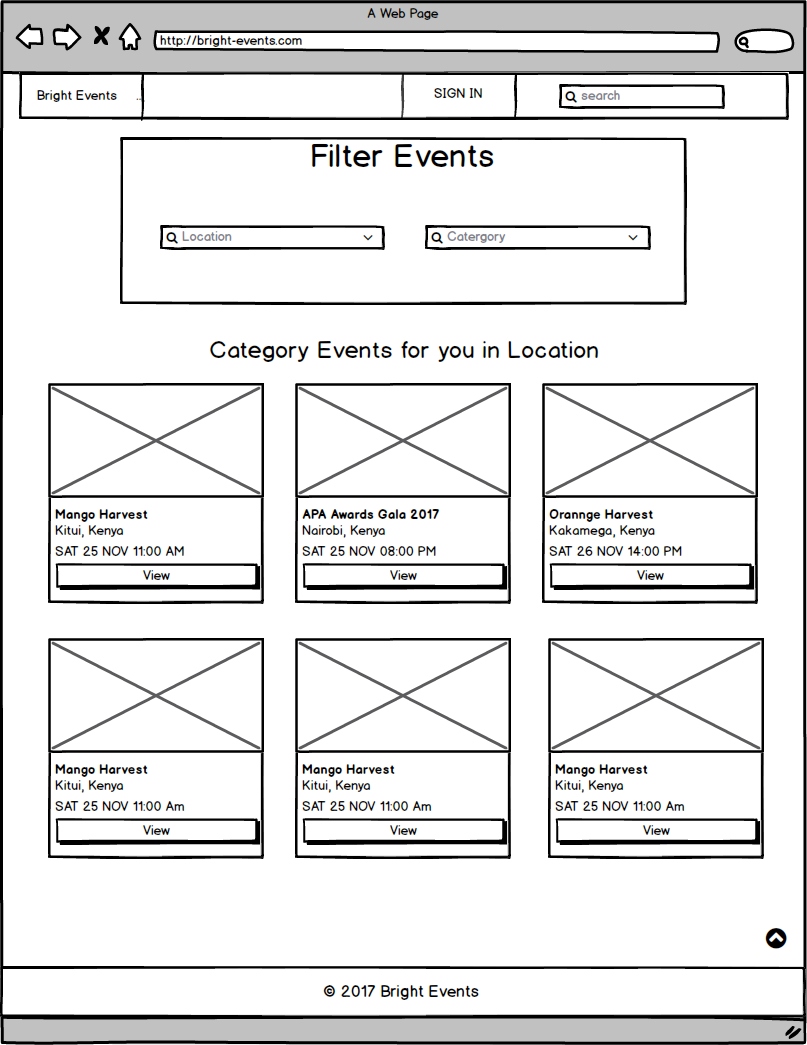 A Web Page
http://bright-events.com
Bright Events ..
SIGN IN
search
Filter Events
Location
Catergory
Category Events for you in Location
Mango Harvest
Kitui, Kenya
SAT 25 NOV 11:00 AM
View
APA Awards Gala 2017
Nairobi, Kenya
SAT 25 NOV 08:00 PM
View
Orannge Harvest
Kakamega, Kenya
SAT 26 NOV 14:00 PM
View
Mango Harvest
Kitui, Kenya
SAT 25 NOV 11:00 Am
View
Mango Harvest
Kitui, Kenya
SAT 25 NOV 11:00 Am
View
Mango Harvest
Kitui, Kenya
SAT 25 NOV 11:00 Am
View
© 2017 Bright Events